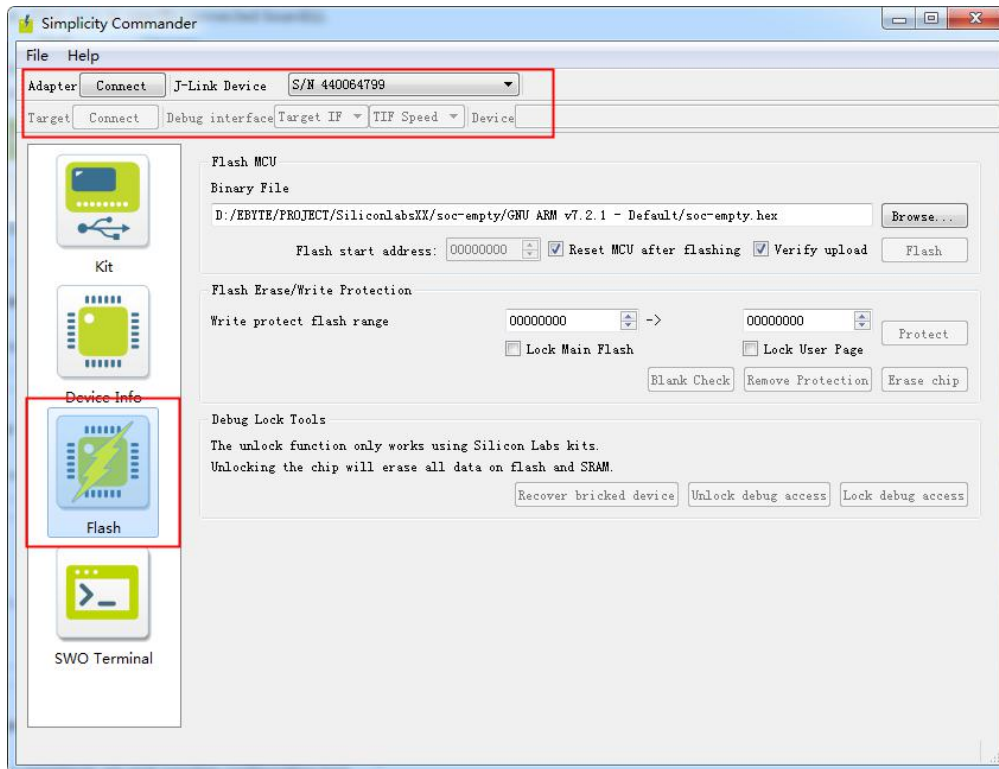 Simplicity Commander
File Help
Adapter Connect J-Link Device S/N 440064799
Target Connect Debug interface Target IF TIF Speed Device
Kit
Device Info
Flash
SWO Terminal
Flash MCU
Binary File
D:/EBYTE/PROJECT/SiliconlabsXX/soc-empty/GNU ARM v7.2.1 - Default/soc-empty.hex Browse...
Flash start address: 00000000 Reset MCU after flashing Verify upload Flash
Flash Erase/Write Protection
Write protect flash range 00000000 -> 00000000 Protect
Lock Main Flash Lock User Page
Blank Check Remove Protection Erase chip
Debug Lock Tools
The unlock function only works using Silicon Labs kits.
Unlocking the chip will erase all data on flash and SRAM.
Recover bricked device Unlock debug access Lock debug access